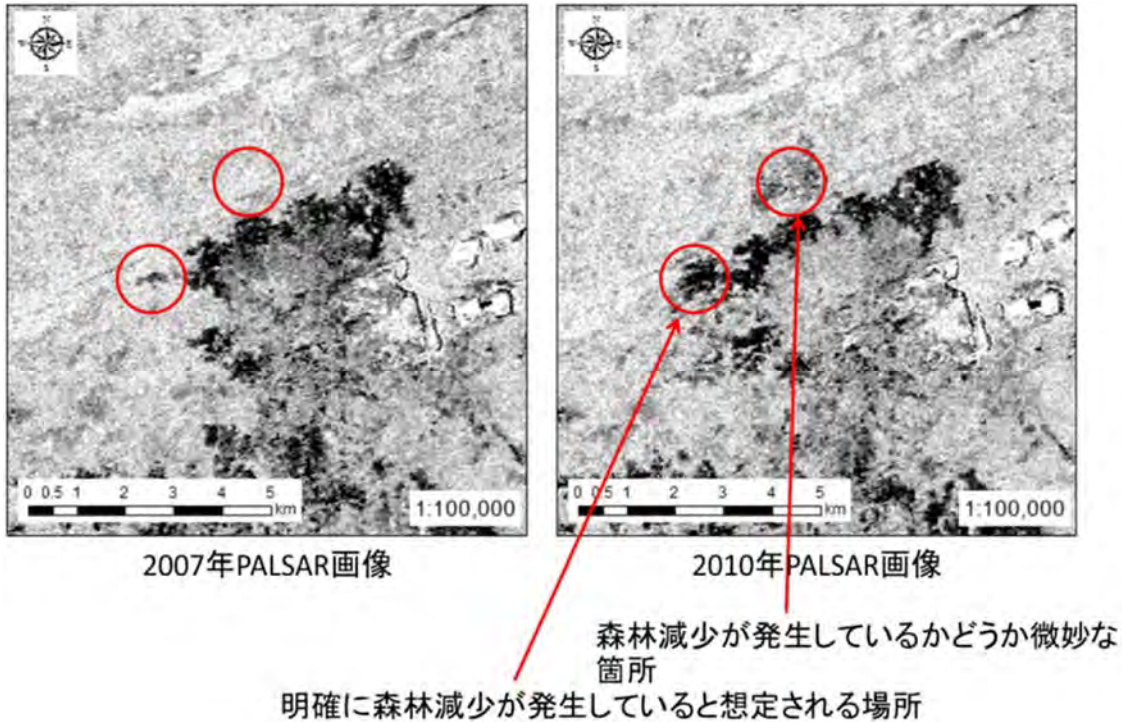 N
S
0 0.5 1 2 3 4 5
km
1:100,000
N
S
0 0.5 1 2 3 4 5
km
1:100,000
2007年PALSAR画像
2010年PALSAR画像
森林減少が発生しているかどうか微妙な
箇所
明確に森林減少が発生していると想定される場所